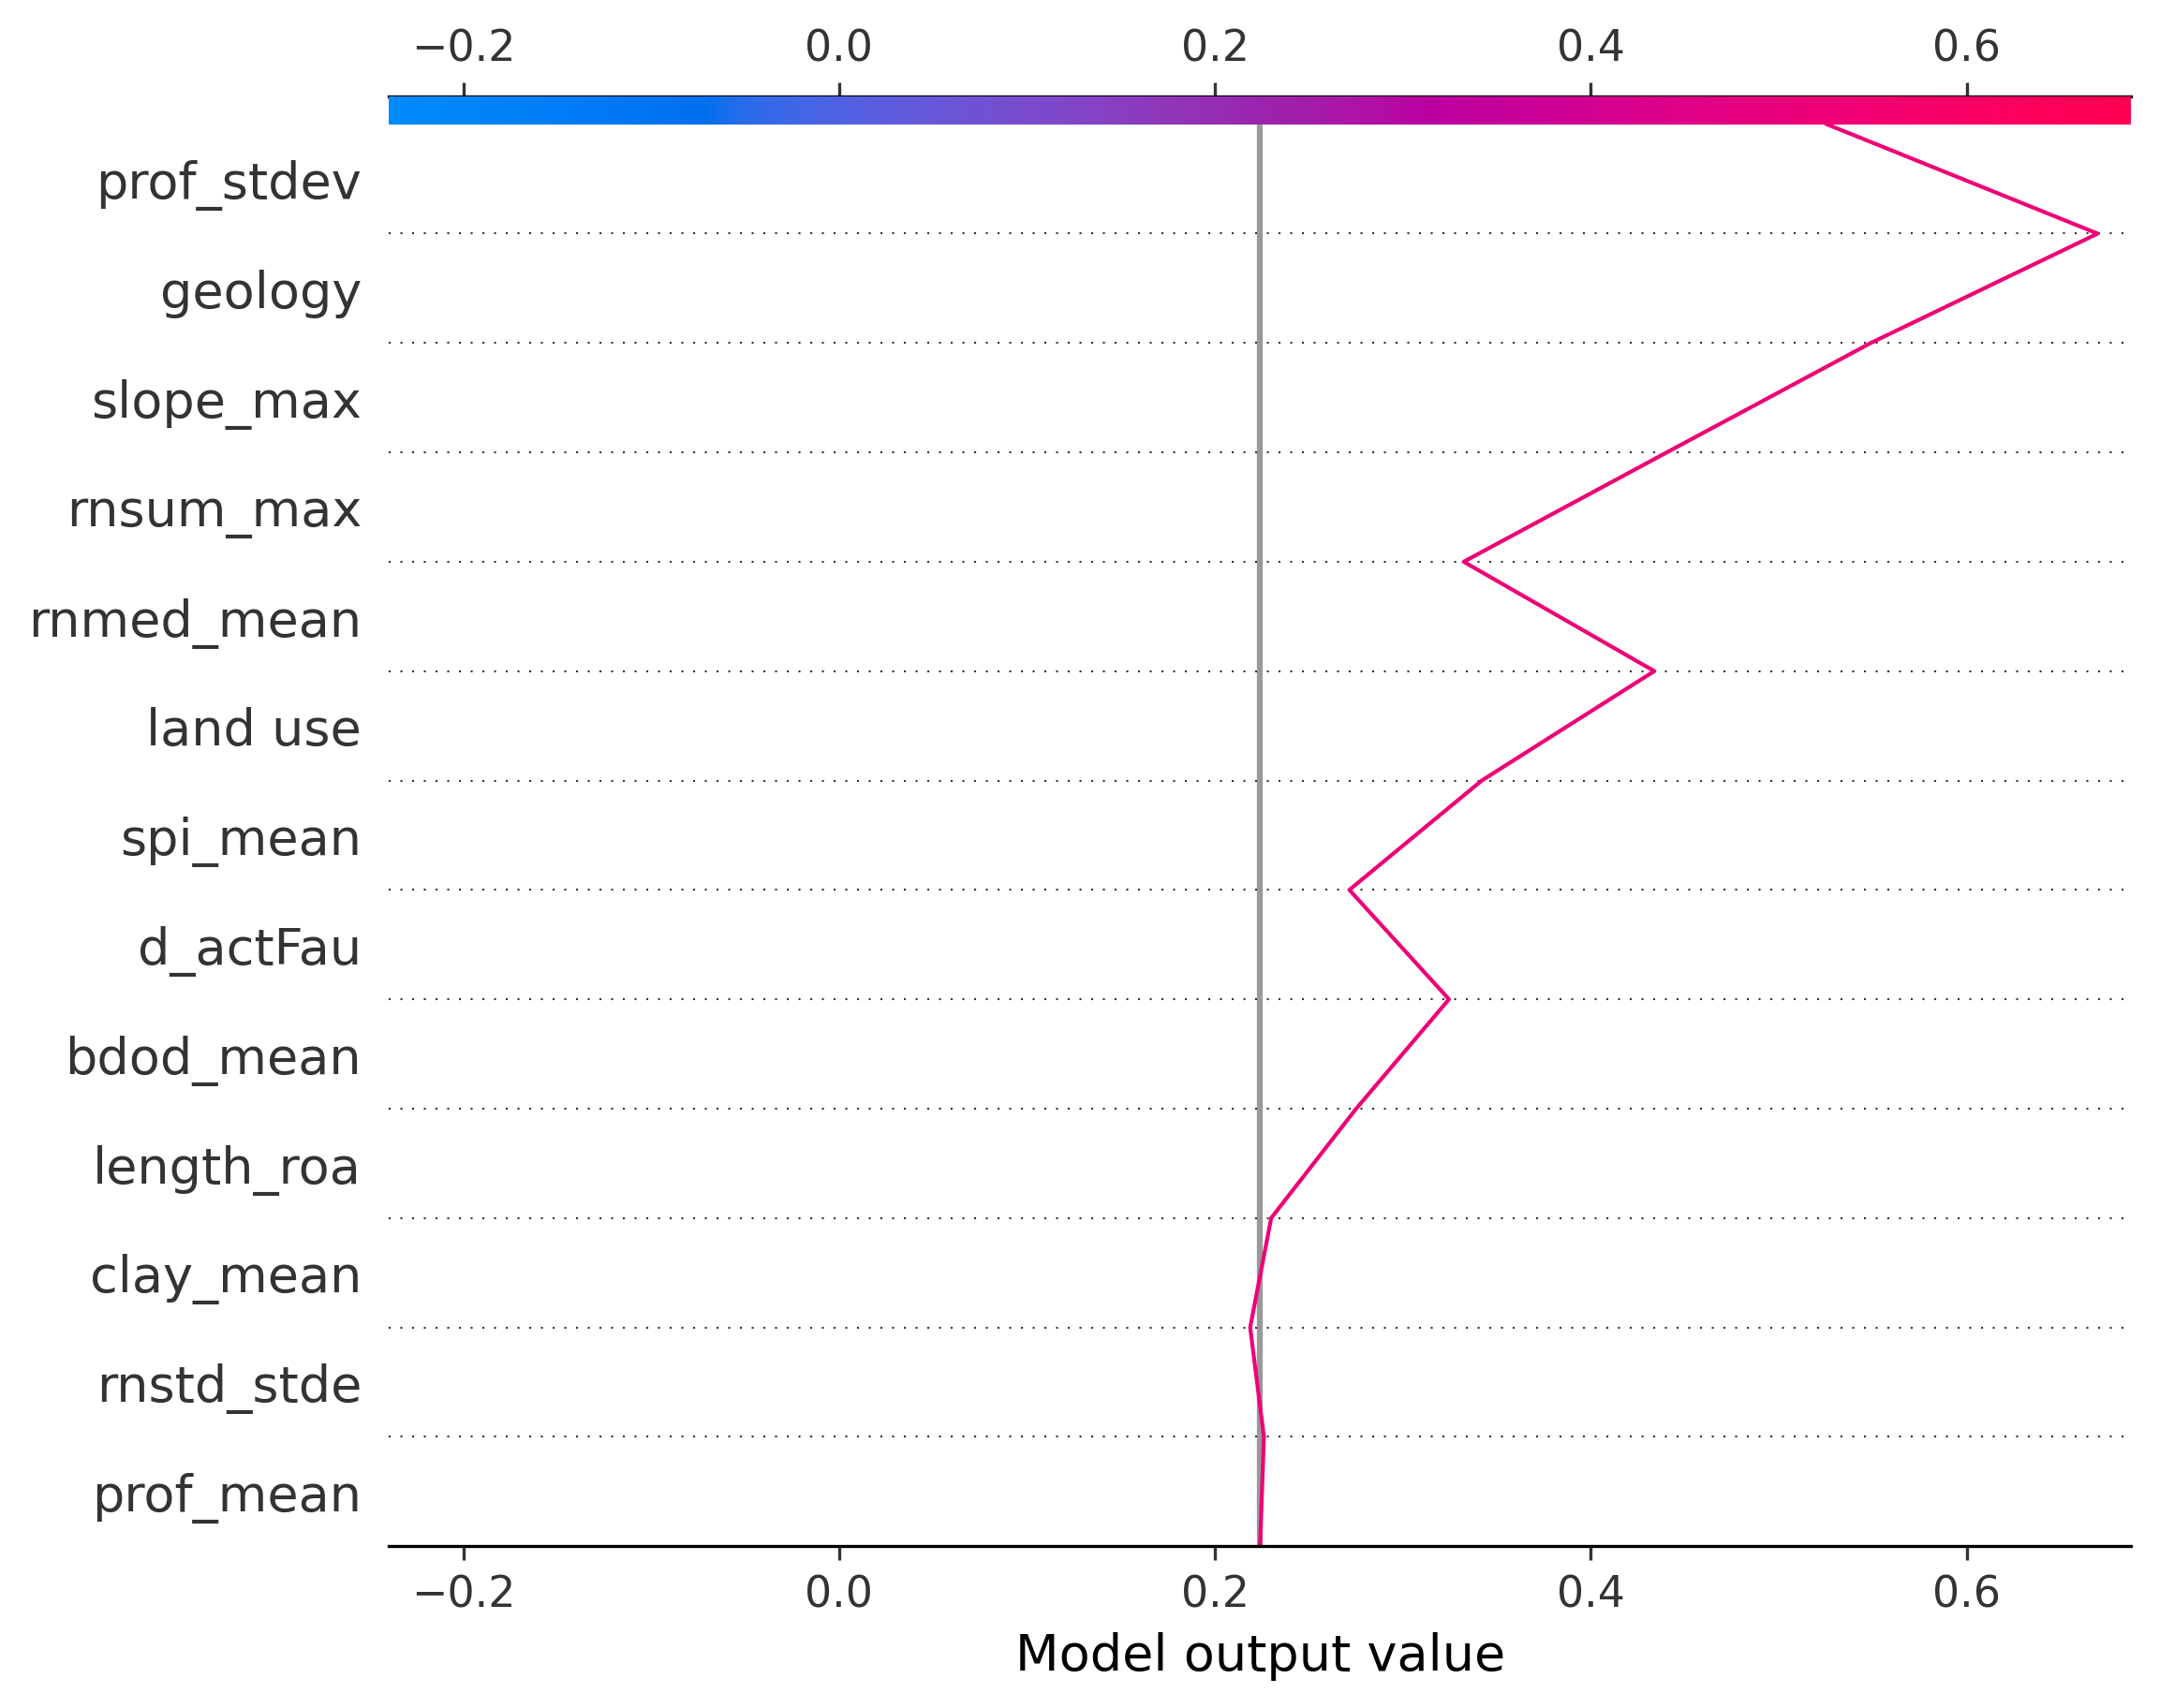 −0.2 0.0 0.2 0.4 0.6
prof_stdev
geology
slope_max
rnsum_max
rnmed_mean
land use
spi_mean
d_actFau
bdod_mean
length_roa
clay_mean
rnstd_stde
prof_mean
−0.2 0.0 0.2 0.4 0.6
Model output value